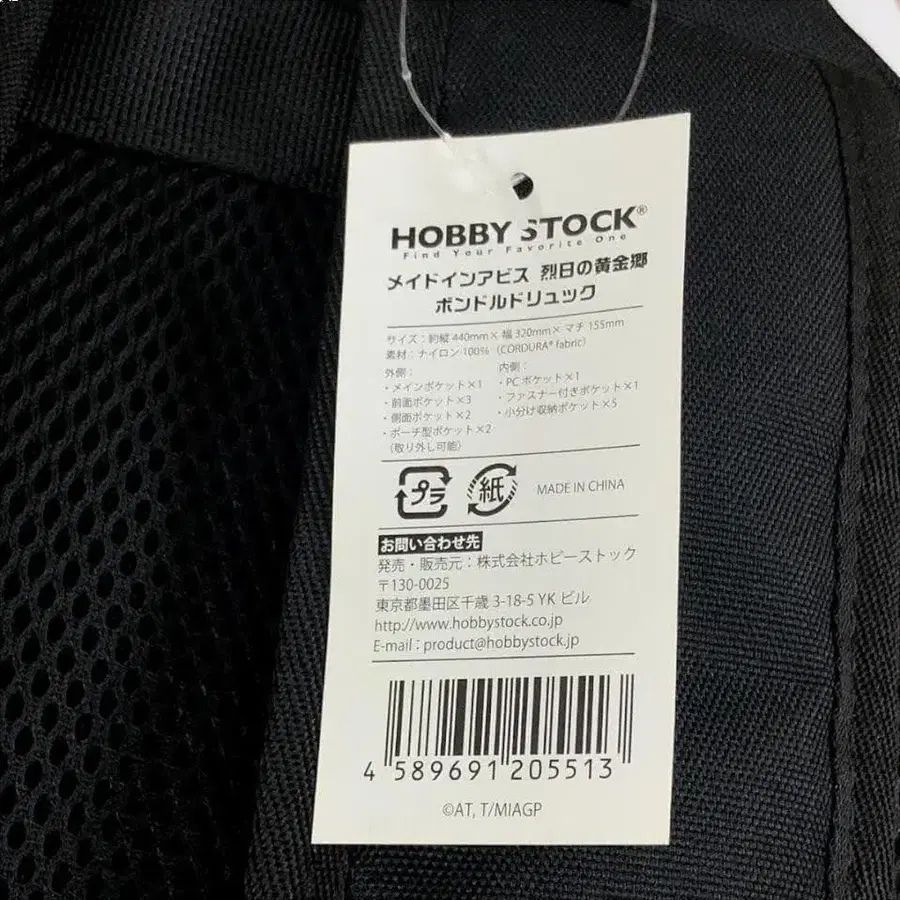 HOBBY STOCK®
Find Your Favorite One
メイドインアビス 烈日の黄金郷
ボンドルドリュック
サイズ：約縦 440mm× 幅 320mm× マチ 155mm
素材：ナイロン 100%（CORDURA® fabric）
外側：
・メインポケット×1
・前面ポケット×3
・側面ポケット×2
・ポーチ型ポケット×2
（取り外し可能）
内側：
・PC ポケット×1
・ファスナー付きポケット×1
・小分け収納ポケット×5
プラ
紙
MADE IN CHINA
お問い合わせ先
発売・販売元：株式会社ホビーストック
〒130-0025
東京都墨田区千歳 3-18-5 YK ビル
http://www.hobbystock.co.jp
E-mail：product@hobbystock.jp
4 589691 205513
©AT, T/MIAGP